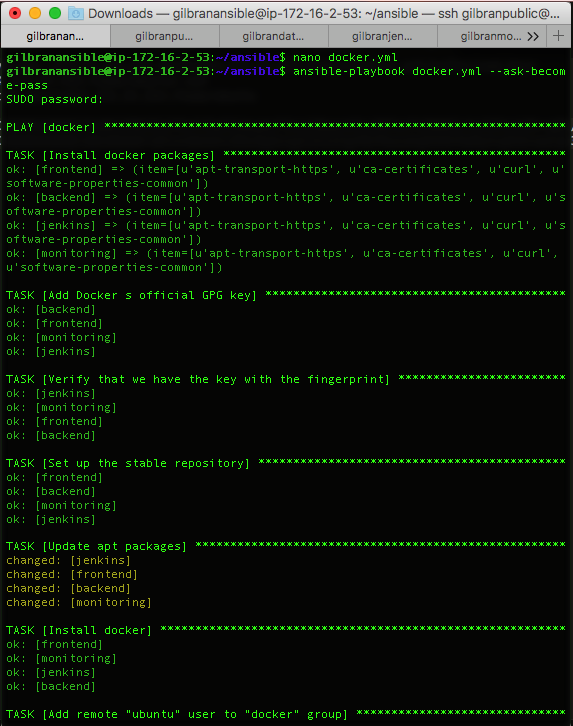 Downloads — gilbranansible@ip-172-16-2-53: ~/ansible — ssh gilbranpublic@...
gilbranan... gilbranpu... gilbrandat... gilbranjen... gilbranmo... >> +
gilbranansible@ip-172-16-2-53:~/ansible$ nano docker.yml
gilbranansible@ip-172-16-2-53:~/ansible$ ansible-playbook docker.yml --ask-becom
e-pass
SUDO password:
PLAY [docker] ******************************************************************
TASK [Install docker packages] *************************************************
ok: [frontend] => (item=[u'apt-transport-https', u'ca-certificates', u'curl', u'
software-properties-common'])
ok: [backend] => (item=[u'apt-transport-https', u'ca-certificates', u'curl', u's
oftware-properties-common'])
ok: [jenkins] => (item=[u'apt-transport-https', u'ca-certificates', u'curl', u's
oftware-properties-common'])
ok: [monitoring] => (item=[u'apt-transport-https', u'ca-certificates', u'curl',
u'software-properties-common'])
TASK [Add Docker s official GPG key] *******************************************
ok: [backend]
ok: [frontend]
ok: [monitoring]
ok: [jenkins]
TASK [Verify that we have the key with the fingerprint] ************************
ok: [jenkins]
ok: [monitoring]
ok: [frontend]
ok: [backend]
TASK [Set up the stable repository] ********************************************
ok: [frontend]
ok: [backend]
ok: [monitoring]
ok: [jenkins]
TASK [Update apt packages] *****************************************************
changed: [jenkins]
changed: [frontend]
changed: [backend]
changed: [monitoring]
TASK [Install docker] **********************************************************
ok: [frontend]
ok: [monitoring]
ok: [jenkins]
ok: [backend]
TASK [Add remote "ubuntu" user to "docker" group] ******************************